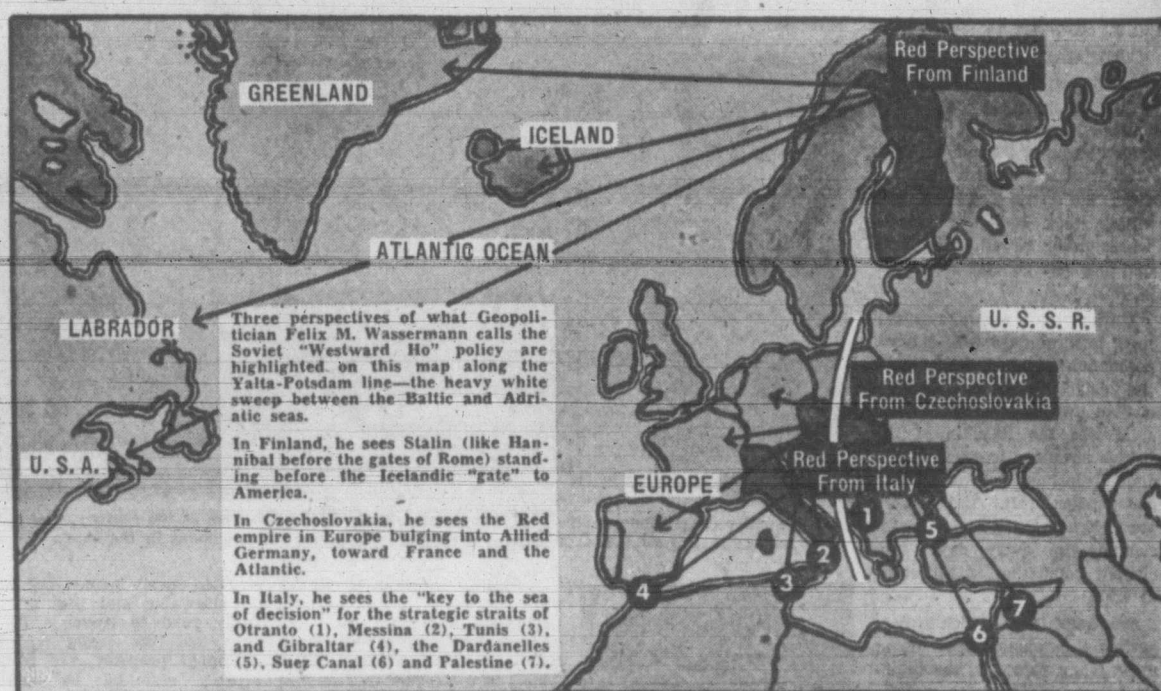 Red Perspective
From Finland
GREENLAND
ICELAND
ATLANTIC OCEAN
LABRADOR
U. S. S. R.
Three perspectives of what Geopoli-
tician Felix M. Wassermann calls the
Soviet "Westward Ho" policy are
highlighted on this map along the
Yalta-Potsdam line—the heavy white
sweep between the Baltic and Adri-
atic seas.
In Finland, he sees Stalin (like Han-
nibal before the gates of Rome) stand-
ing before the Icelandic "gate" to
America.
In Czechoslovakia, he sees the Red
empire in Europe bulging into Allied
Germany, toward France and the
Atlantic.
In Italy, he sees the "key to the sea
of decision" for the strategic straits of
Otranto (1), Messina (2), Tunis (3),
and Gibraltar (4), the Dardanelles
(5), Suez Canal (6) and Palestine (7).
Red Perspective
From Czechoslovakia
U. S. A.
Red Perspective
From Italy
EUROPE
1
5
2
3
4
7
6